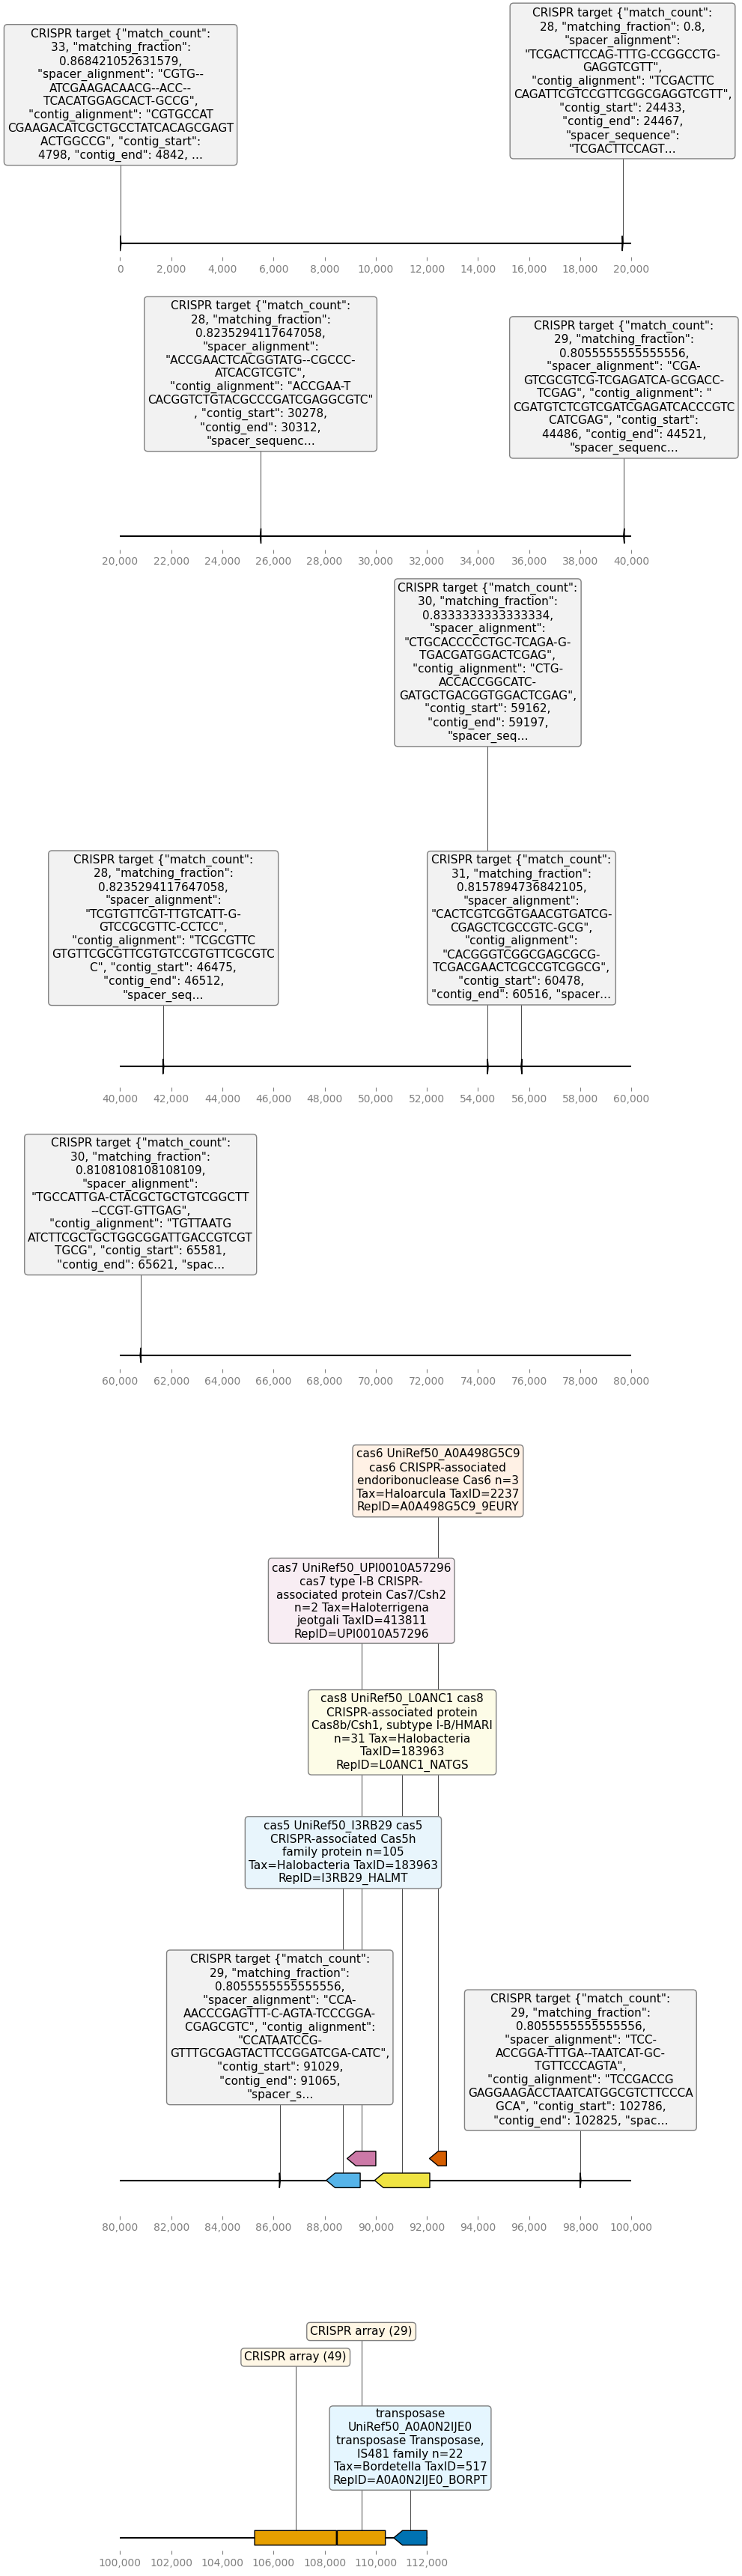 CRISPR target {"match_count":
33, "matching_fraction":
0.868421052631579,
"spacer_alignment": "CGTG--
ATCGAAGACAACG--ACC--
TCACATGGAGCACT-GCCG",
"contig_alignment": "CGTGCCAT
CGAAGACATCGCTGCCTATCACAGCGAGT
ACTGGCCG", "contig_start":
4798, "contig_end": 4842, ...
CRISPR target {"match_count":
28, "matching_fraction": 0.8,
"spacer_alignment":
"TCGACTTCCAG-TTTG-CCGGCCTG-
GAGGTCGTT",
"contig_alignment": "TCGACTTC
CAGATTCGTCCGTTCGGCGAGGTCGTT",
"contig_start": 24433,
"contig_end": 24467,
"spacer_sequence":
"TCGACTTCCAGT...
0
2,000
4,000
6,000
8,000
10,000
12,000
14,000
16,000
18,000
20,000
CRISPR target {"match_count":
28, "matching_fraction":
0.8235294117647058,
"spacer_alignment":
"ACCGAACTCACGGTATG--CGCCC-
ATCACGTCGTC",
"contig_alignment": "ACCGAA-T
CACGGTCTGTACGCCCGATCGAGGCGTC"
, "contig_start": 30278,
"contig_end": 30312,
"spacer_sequenc...
CRISPR target {"match_count":
29, "matching_fraction":
0.8055555555555556,
"spacer_alignment": "CGA-
GTCGCGTCG-TCGAGATCA-GCGACC-
TCGAG", "contig_alignment": "
CGATGTCTCGTCGATCGAGATCACCCGTC
CATCGAG", "contig_start":
44486, "contig_end": 44521,
"spacer_sequenc...
20,000
22,000
24,000
26,000
28,000
30,000
32,000
34,000
36,000
38,000
40,000
CRISPR target {"match_count":
30, "matching_fraction":
0.8333333333333334,
"spacer_alignment":
"CTGCACCCCCTGC-TCAGA-G-
TGACGATGGACTCGAG",
"contig_alignment": "CTG-
ACCACCGGCATC-
GATGCTGACGGTGGACTCGAG",
"contig_start": 59162,
"contig_end": 59197,
"spacer_seq...
CRISPR target {"match_count":
28, "matching_fraction":
0.8235294117647058,
"spacer_alignment":
"TCGTGTTCGT-TTGTCATT-G-
GTCCGCGTTC-CCTCC",
"contig_alignment": "TCGCGTTC
GTGTTCGCGTTCGTGTCCGTGTTCGCGTC
C", "contig_start": 46475,
"contig_end": 46512,
"spacer_seq...
CRISPR target {"match_count":
31, "matching_fraction":
0.8157894736842105,
"spacer_alignment":
"CACTCGTCGGTGAACGTGATCG-
CGAGCTCGCCGTC-GCG",
"contig_alignment":
"CACGGGTCGGCGAGCGCG-
TCGACGAACTCGCCGTCGGCG",
"contig_start": 60478,
"contig_end": 60516, "spacer...
40,000
42,000
44,000
46,000
48,000
50,000
52,000
54,000
56,000
58,000
60,000
CRISPR target {"match_count":
30, "matching_fraction":
0.8108108108108109,
"spacer_alignment":
"TGCCATTGA-CTACGCTGCTGTCGGCTT
--CCGT-GTTGAG",
"contig_alignment": "TGTTAATG
ATCTTCGCTGCTGGCGGATTGACCGTCGT
TGCG", "contig_start": 65581,
"contig_end": 65621, "spac...
60,000
62,000
64,000
66,000
68,000
70,000
72,000
74,000
76,000
78,000
80,000
cas6 UniRef50_A0A498G5C9
cas6 CRISPR-associated
endoribonuclease Cas6 n=3
Tax=Haloarcula TaxID=2237
RepID=A0A498G5C9_9EURY
cas7 UniRef50_UPI0010A57296
cas7 type I-B CRISPR-
associated protein Cas7/Csh2
n=2 Tax=Haloterrigena
jeotgali TaxID=413811
RepID=UPI0010A57296
cas8 UniRef50_L0ANC1 cas8
CRISPR-associated protein
Cas8b/Csh1, subtype I-B/HMARI
n=31 Tax=Halobacteria
TaxID=183963
RepID=L0ANC1_NATGS
cas5 UniRef50_I3RB29 cas5
CRISPR-associated Cas5h
family protein n=105
Tax=Halobacteria TaxID=183963
RepID=I3RB29_HALMT
CRISPR target {"match_count":
29, "matching_fraction":
0.8055555555555556,
"spacer_alignment": "CCA-
AACCCGAGTTT-C-AGTA-TCCCGGA-
CGAGCGTC", "contig_alignment":
"CCATAATCCG-
GTTTGCGAGTACTTCCGGATCGA-CATC",
"contig_start": 91029,
"contig_end": 91065,
"spacer_s...
CRISPR target {"match_count":
29, "matching_fraction":
0.8055555555555556,
"spacer_alignment": "TCC-
ACCGGA-TTTGA--TAATCAT-GC-
TGTTCCCAGTA",
"contig_alignment": "TCCGACCG
GAGGAAGACCTAATCATGGCGTCTTCCCA
GCA", "contig_start": 102786,
"contig_end": 102825, "spac...
80,000
82,000
84,000
86,000
88,000
90,000
92,000
94,000
96,000
98,000
100,000
CRISPR array (29)
CRISPR array (49)
transposase
UniRef50_A0A0N2IJE0
transposase Transposase,
IS481 family n=22
Tax=Bordetella TaxID=517
RepID=A0A0N2IJE0_BORPT
100,000
102,000
104,000
106,000
108,000
110,000
112,000